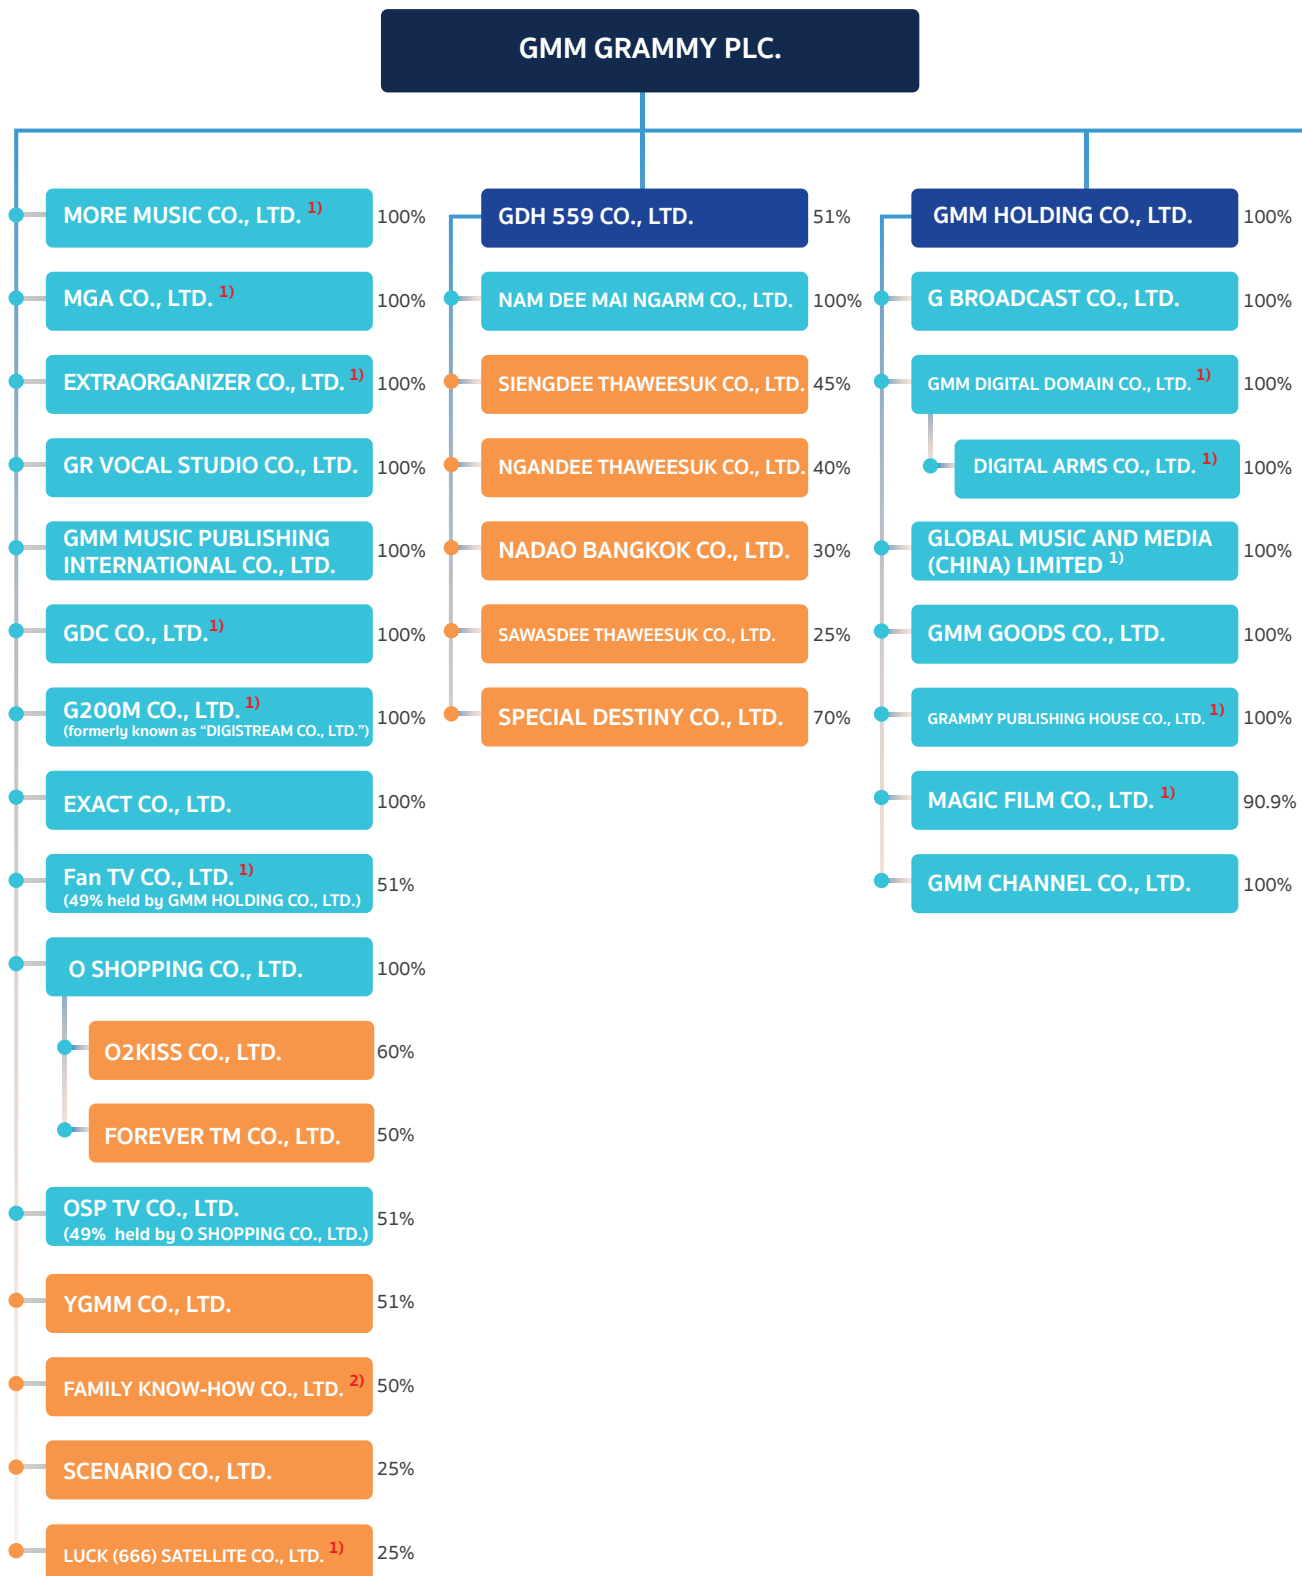 GMM GRAMMY PLC.
MORE MUSIC CO., LTD. 1) 100%
MGA CO., LTD. 1) 100%
EXTRAORGANIZER CO., LTD. 1) 100%
GR VOCAL STUDIO CO., LTD. 100%
GMM MUSIC PUBLISHING
INTERNATIONAL CO., LTD. 100%
GDC CO., LTD. 1) 100%
G200M CO., LTD. 1) 100%
(formerly known as “DIGISTREAM CO., LTD.”)
EXACT CO., LTD. 100%
Fan TV CO., LTD. 1) 51%
(49% held by GMM HOLDING CO., LTD.)
O SHOPPING CO., LTD. 100%
O2KISS CO., LTD. 60%
FOREVER TM CO., LTD. 50%
OSP TV CO., LTD. 51%
(49% held by O SHOPPING CO., LTD.)
YGMM CO., LTD. 51%
FAMILY KNOW-HOW CO., LTD. 2) 50%
SCENARIO CO., LTD. 25%
LUCK (666) SATELLITE CO., LTD. 1) 25%
GDH 559 CO., LTD. 51%
NAM DEE MAI NGARM CO., LTD. 100%
SIENGDEE THAWEESUK CO., LTD. 45%
NGANDEE THAWEESUK CO., LTD. 40%
NADAO BANGKOK CO., LTD. 30%
SAWASDEE THAWEESUK CO., LTD. 25%
SPECIAL DESTINY CO., LTD. 70%
GMM HOLDING CO., LTD. 100%
G BROADCAST CO., LTD. 100%
GMM DIGITAL DOMAIN CO., LTD. 1) 100%
DIGITAL ARMS CO., LTD. 1) 100%
GLOBAL MUSIC AND MEDIA
(CHINA) LIMITED 1) 100%
GMM GOODS CO., LTD. 100%
GRAMMY PUBLISHING HOUSE CO., LTD. 1) 100%
MAGIC FILM CO., LTD. 1) 90.9%
GMM CHANNEL CO., LTD. 100%